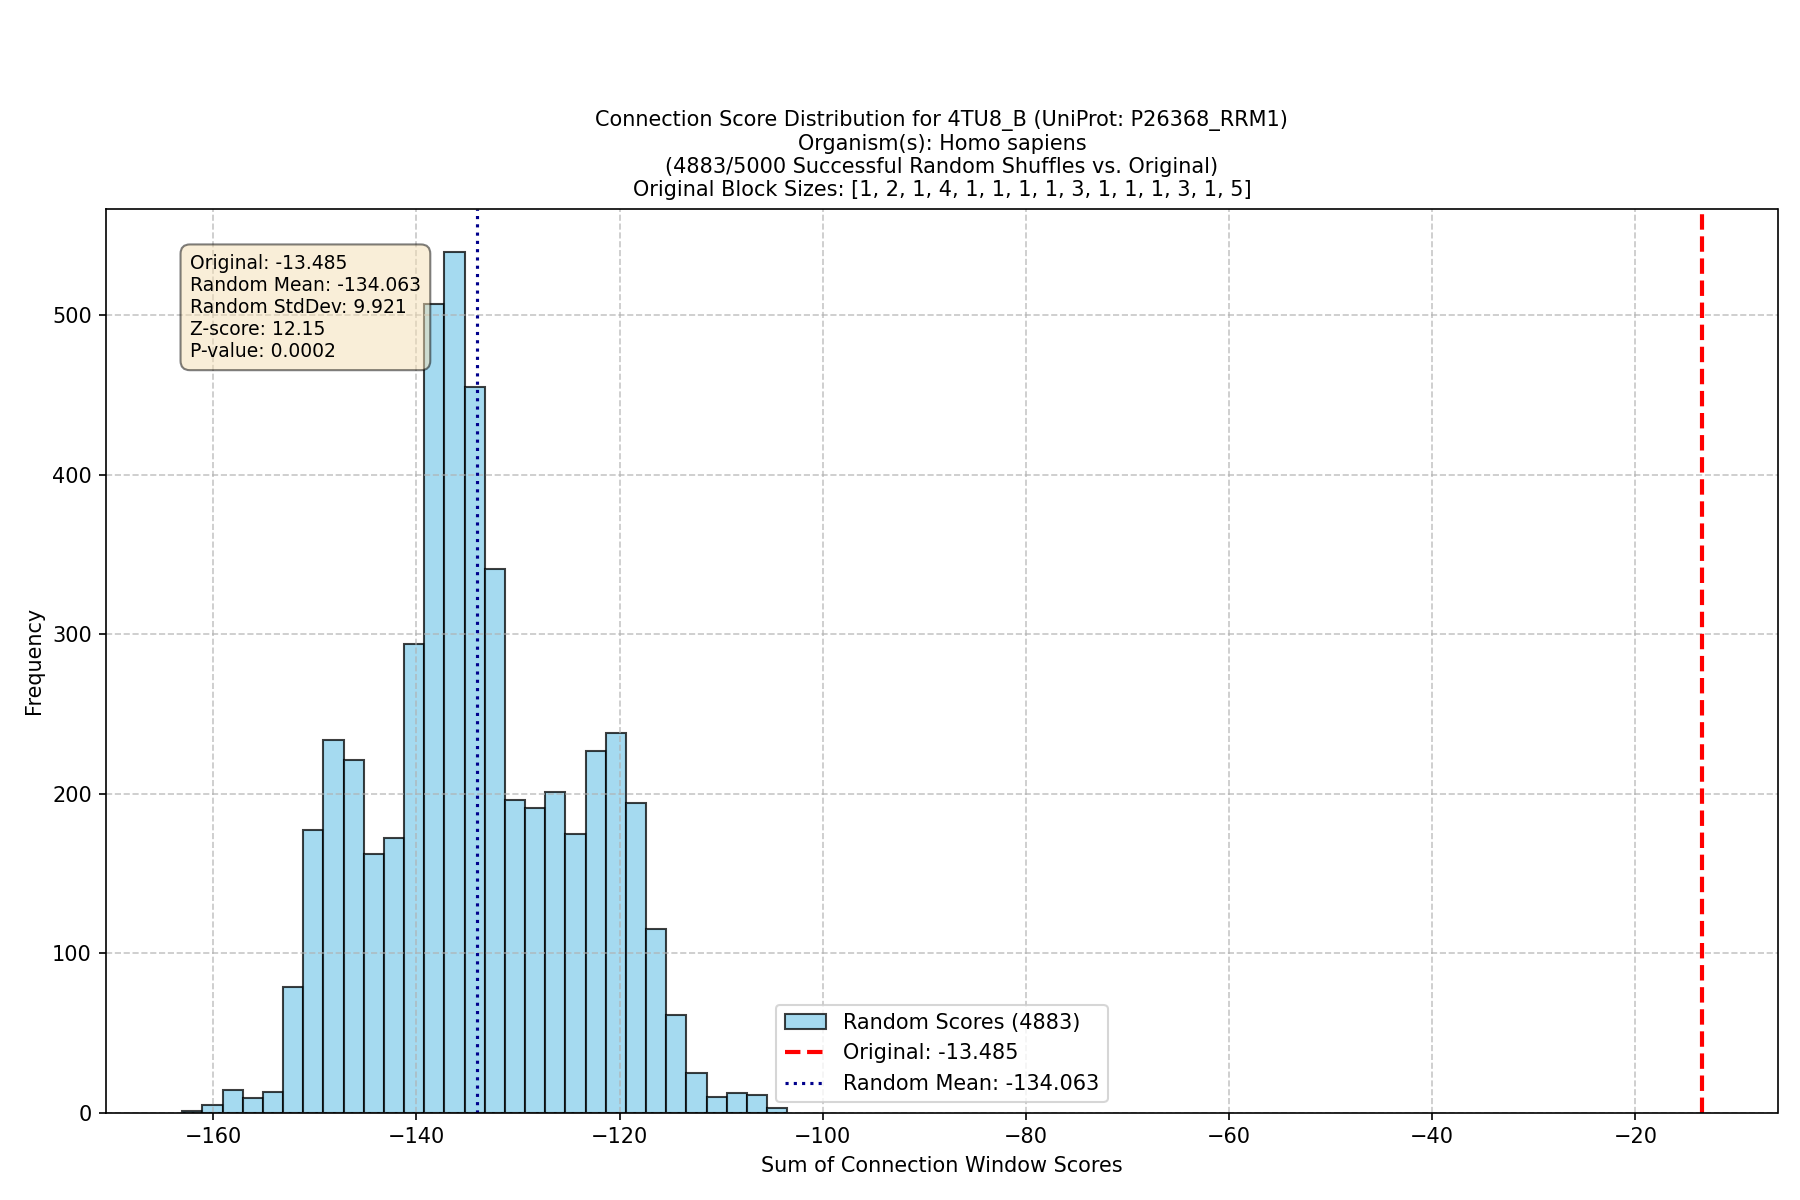 Connection Score Distribution for 4TU8_B (UniProt: P26368_RRM1)
Organism(s): Homo sapiens
(4883/5000 Successful Random Shuffles vs. Original)
Original Block Sizes: [1, 2, 1, 4, 1, 1, 1, 1, 3, 1, 1, 1, 3, 1, 5]
Original: -13.485
Random Mean: -134.063
Random StdDev: 9.921
Z-score: 12.15
P-value: 0.0002
Frequency
500
400
300
200
100
0
Random Scores (4883)
Original: -13.485
Random Mean: -134.063
−160 −140 −120 −100 −80 −60 −40 −20
Sum of Connection Window Scores